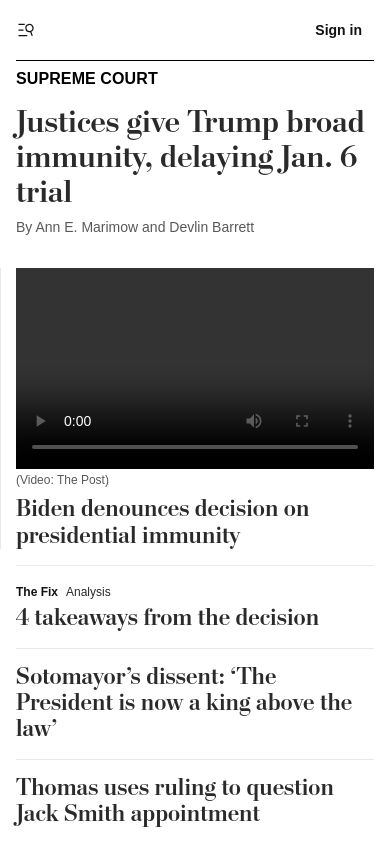 Sign in
SUPREME COURT
Justices give Trump broad
immunity, delaying Jan. 6
trial
By Ann E. Marimow and Devlin Barrett
0:00
(Video: The Post)
Biden denounces decision on
presidential immunity
The Fix Analysis
4 takeaways from the decision
Sotomayor’s dissent: ‘The
President is now a king above the
law’
Thomas uses ruling to question
Jack Smith appointment